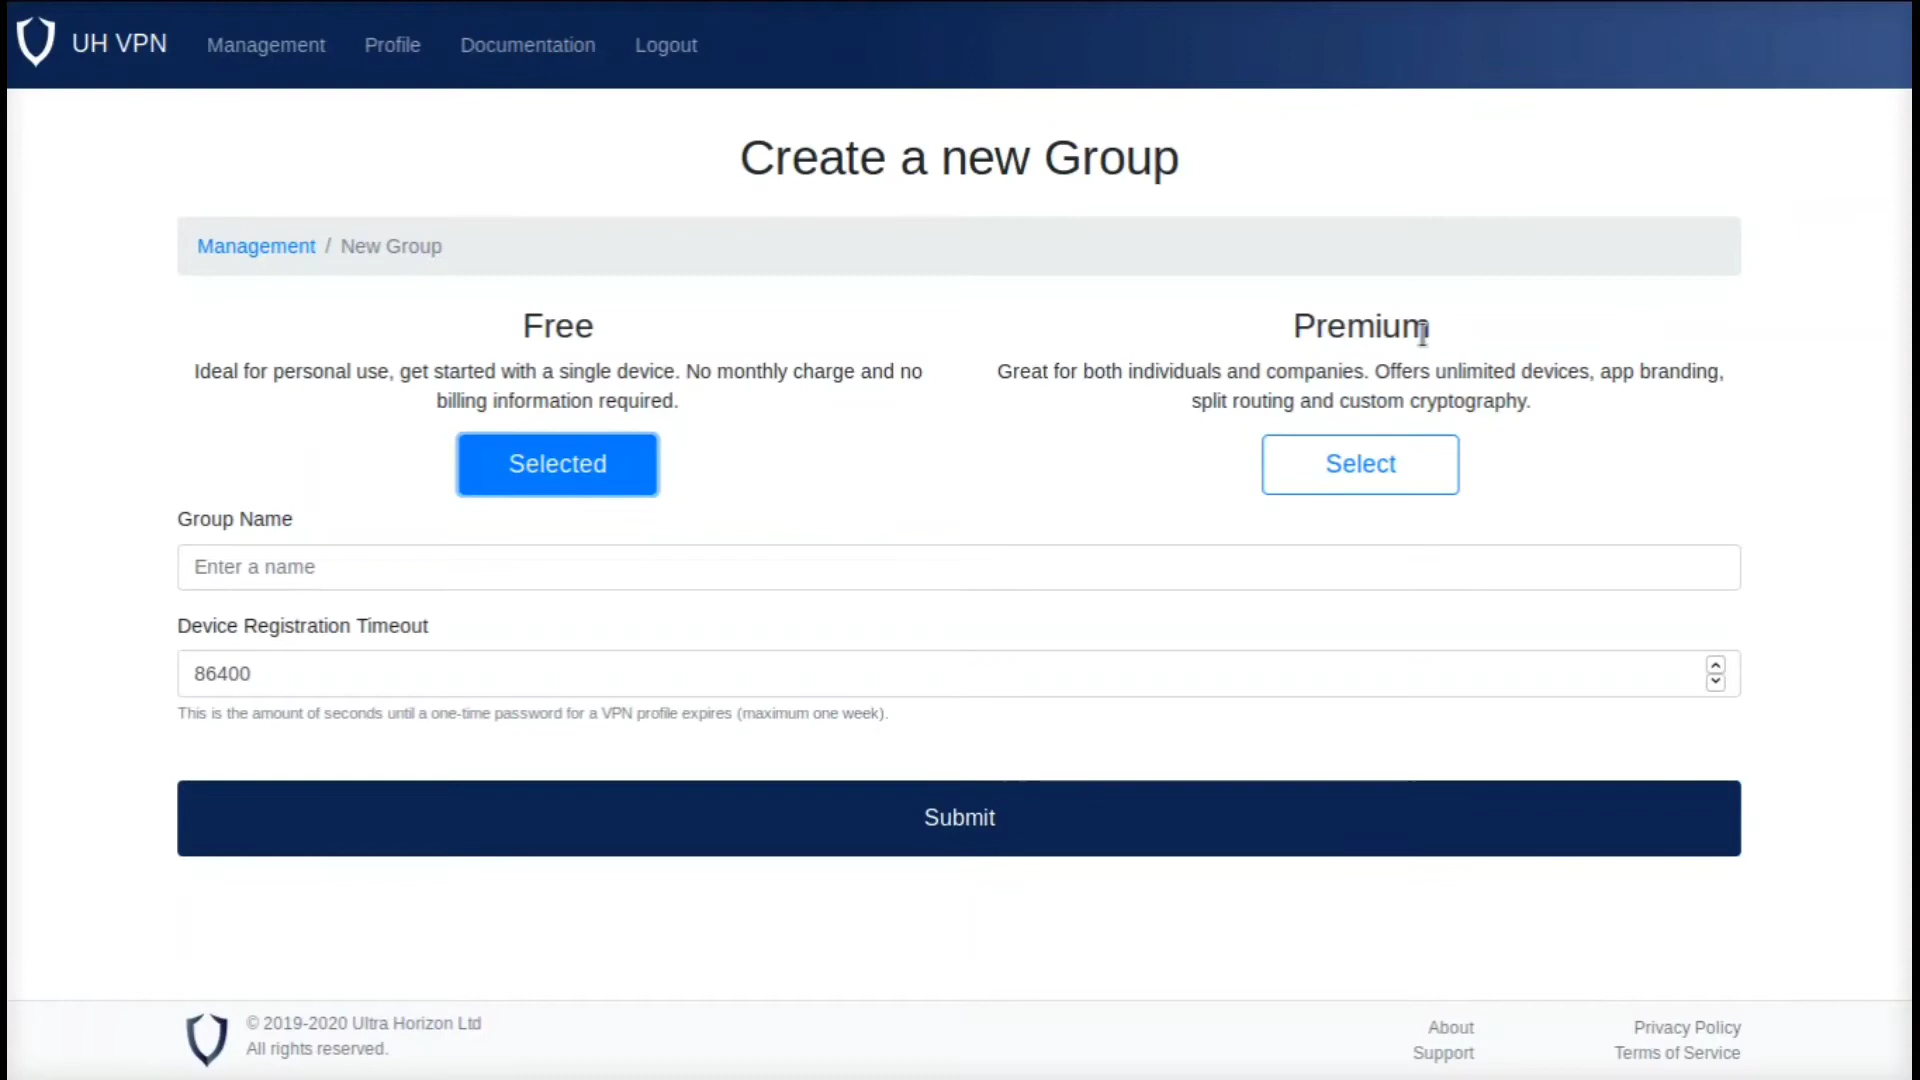 UH VPN Management Profile Documentation Logout
Create a new Group
Management / New Group
Free
Ideal for personal use, get started with a single device. No monthly charge and no
billing information required.
Selected
Premium
Great for both individuals and companies. Offers unlimited devices, app branding,
split routing and custom cryptography.
Select
Group Name
Enter a name
Device Registration Timeout
86400
This is the amount of seconds until a one-time password for a VPN profile expires (maximum one week).
Submit
© 2019-2020 Ultra Horizon Ltd
All rights reserved.
About
Support
Privacy Policy
Terms of Service